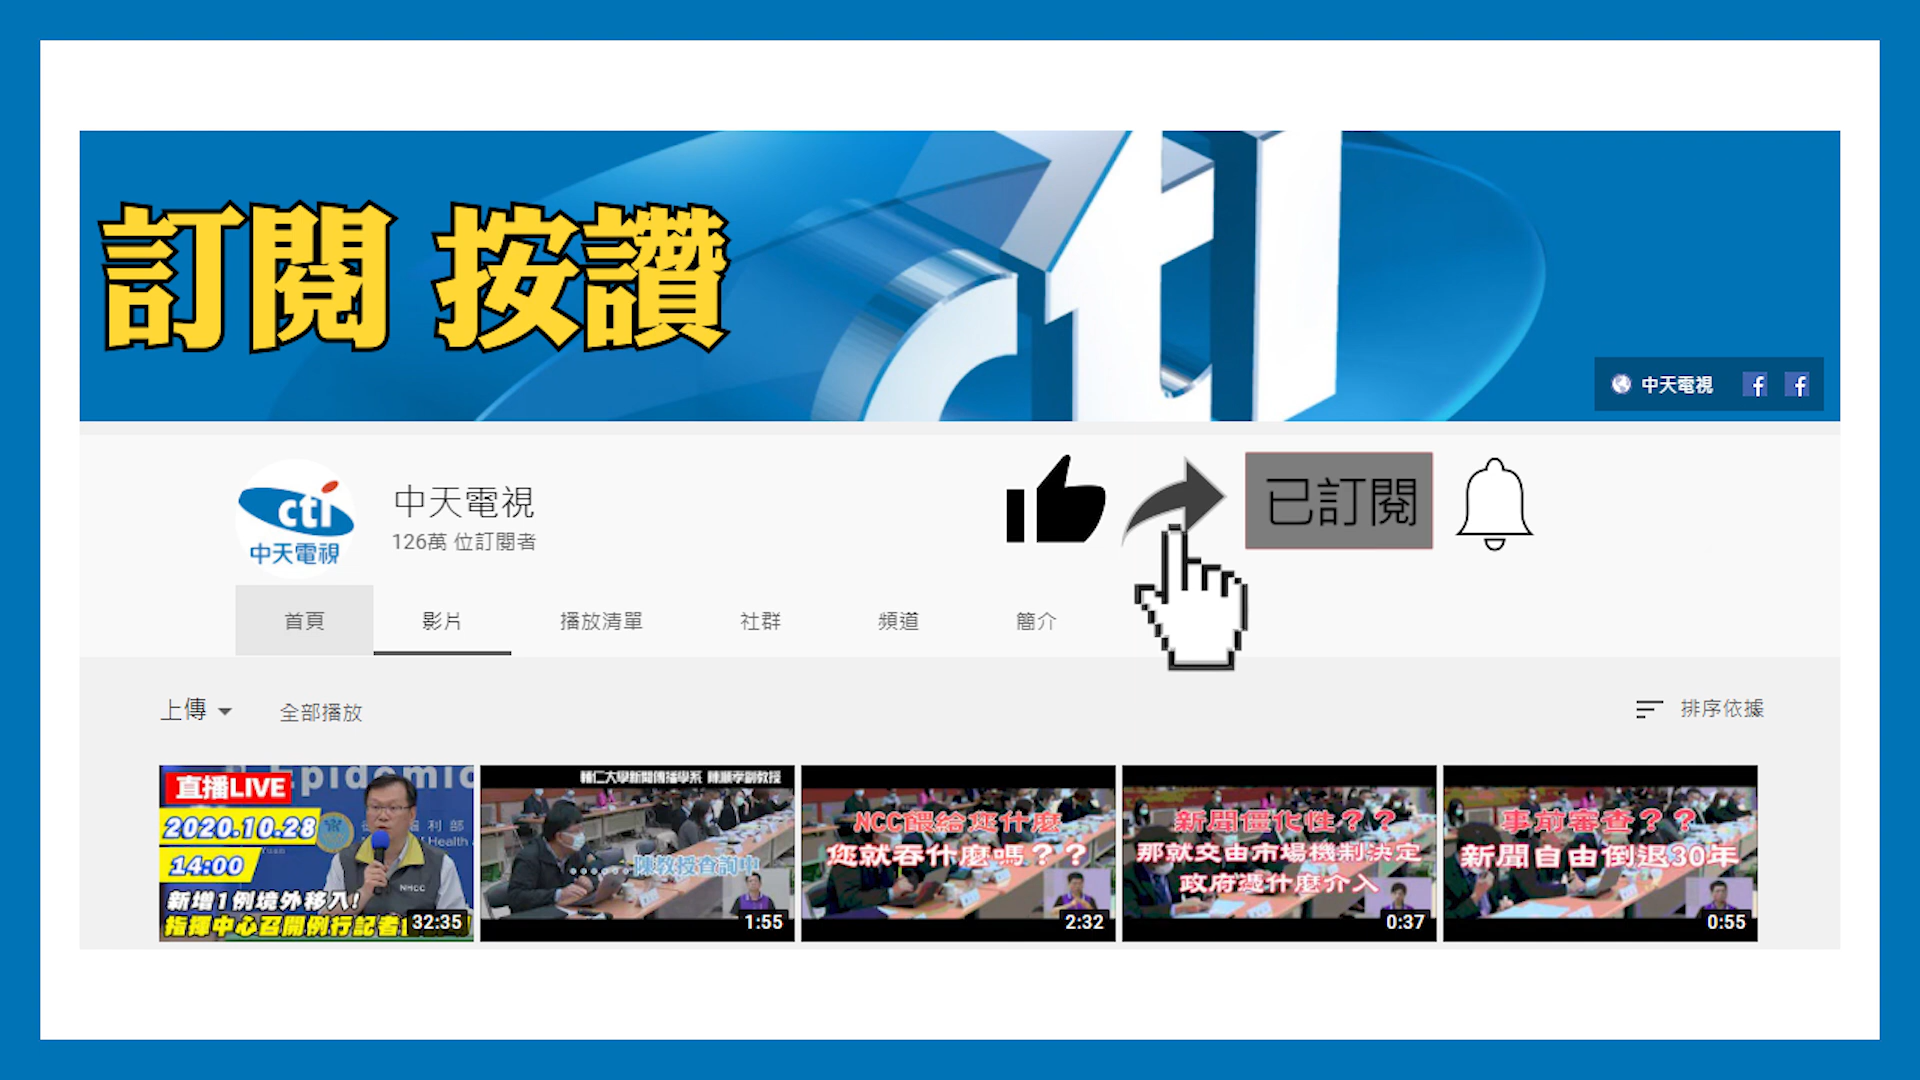 訂閱 按讚
cti
中天電視
cti
中天電視
中天電視
126萬 位訂閱者
已訂閱
首頁
影片
播放清單
社群
頻道
簡介
上傳
全部播放
排序依據
直播LIVE
2020.10.28
14:00
新增1例境外移入!
指揮中心召開例行記者
Epidemic
利部
Health
NHCC
32:35
輔仁大學新聞傳播學系 陳順孝副教授
......陳教授查詢中
1:55
NCC餵給您什麼
您就吞什麼嗎？？
2:32
新聞僵化性？？
那就交由市場機制決定
政府憑什麼介入
0:37
事前審查？？
新聞自由倒退30年
0:55